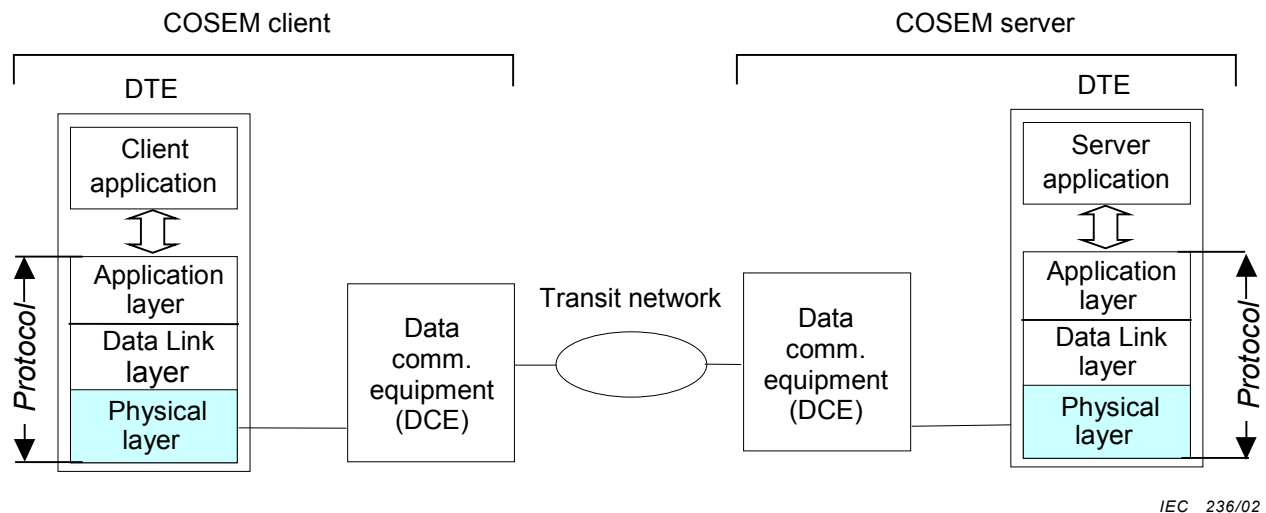 COSEM client
COSEM server
DTE
Client
application
Application
layer
Data Link
layer
Physical
layer
Protocol
Data
comm.
equipment
(DCE)
Transit network
Data
comm.
equipment
(DCE)
DTE
Server
application
Application
layer
Data Link
layer
Physical
layer
Protocol
IEC 236/02